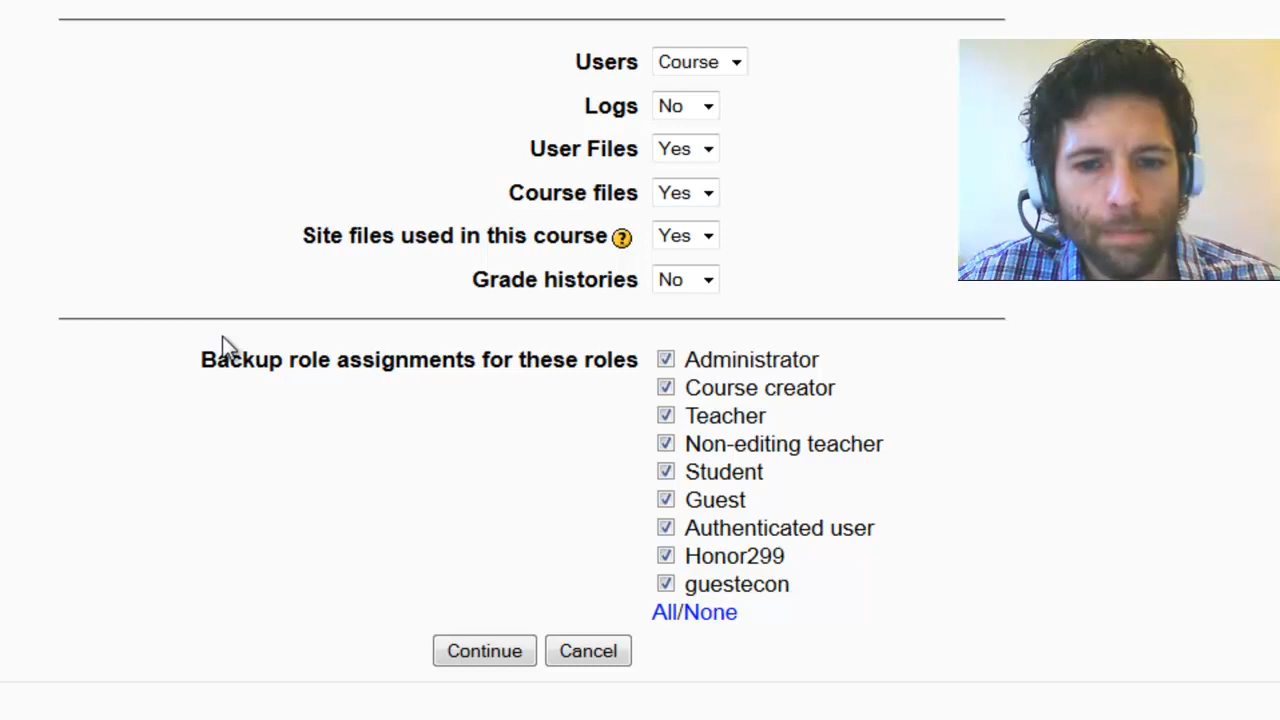 Users Course
Logs No
User Files Yes
Course files Yes
Site files used in this course ? Yes
Grade histories No
Backup role assignments for these roles Administrator
Course creator
Teacher
Non-editing teacher
Student
Guest
Authenticated user
Honor299
guestecon
All/None
Continue Cancel